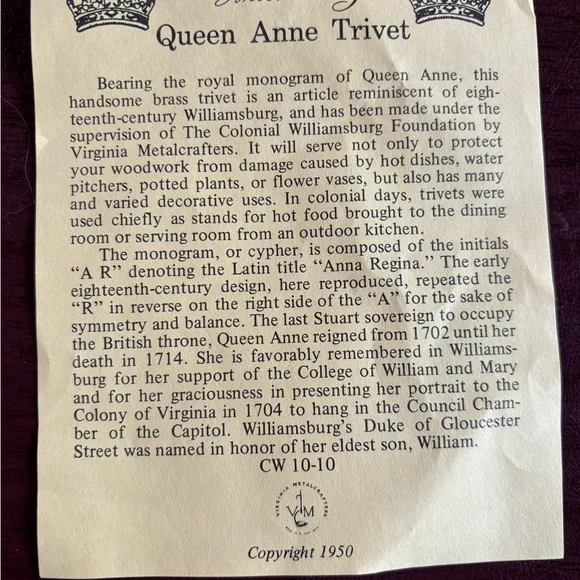 Queen Anne Trivet
Bearing the royal monogram of Queen Anne, this
handsome brass trivet is an article reminiscent of eigh-
teenth-century Williamsburg, and has been made under the
supervision of The Colonial Williamsburg Foundation by
Virginia Metalcrafters. It will serve not only to protect
your woodwork from damage caused by hot dishes, water
pitchers, potted plants, or flower vases, but also has many
and varied decorative uses. In colonial days, trivets were
used chiefly as stands for hot food brought to the dining
room or serving room from an outdoor kitchen.
The monogram, or cypher, is composed of the initials
“A R” denoting the Latin title “Anna Regina.” The early
eighteenth-century design, here reproduced, repeated the
“R” in reverse on the right side of the “A” for the sake of
symmetry and balance. The last Stuart sovereign to occupy
the British throne, Queen Anne reigned from 1702 until her
death in 1714. She is favorably remembered in Williams-
burg for her support of the College of William and Mary
and for her graciousness in presenting her portrait to the
Colony of Virginia in 1704 to hang in the Council Cham-
ber of the Capitol. Williamsburg’s Duke of Gloucester
Street was named in honor of her eldest son, William.
CW 10-10
VIRGINIA METALCRAFTERS
VM
Copyright 1950